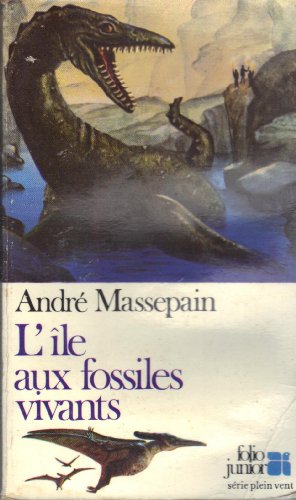 André Massepain
L'île
aux fossiles
vivants
folio
junior
série plein vent